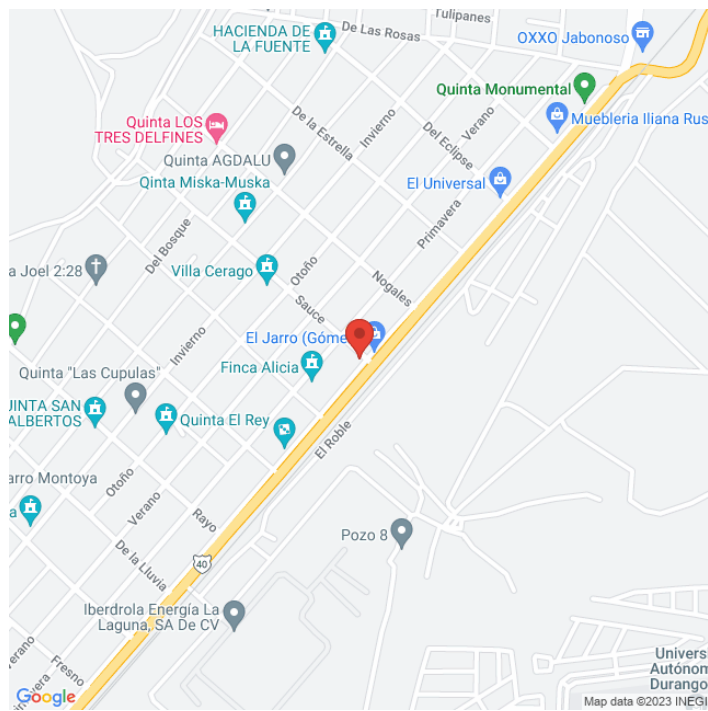 Tulipanes
HACIENDA DE
LA FUENTE
De Las Rosas
OXXO Jabonoso
Quinta Monumental
Quinta LOS
TRES DELFINES
De la Estrella
Invierno
Verano
Muebleria Iliana Rus
Del Eclipse
Quinta AGDALU
Qinta Miska-Muska
El Universal
Del Bosque
Primavera
a Joel 2:28
Villa Cerago
Otoño
Nogales
Sauce
Invierno
El Jarro (Góme
Quinta "Las Cupulas"
Finca Alicia
QUINTA SAN
ALBERTOS
Quinta El Rey
El Roble
arro Montoya
Otoño
Verano
Rayo
a
Pozo 8
De la Lluvia
40
Iberdrola Energía La
Laguna, SA De CV
Verano
Fresno
Univers
Autónom
Durango
Google
Map data ©2023 INEGI